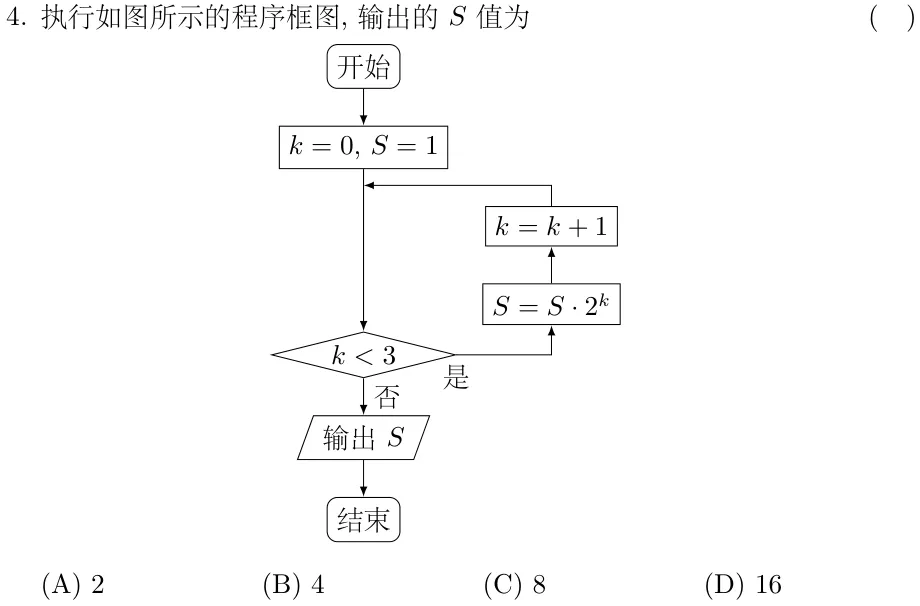 4. 执行如图所示的程序框图, 输出的 S 值为 ( )
开始
k = 0, S = 1
k = k + 1
S = S · 2^k
k < 3
是
否
输出 S
结束
(A) 2 (B) 4 (C) 8 (D) 16